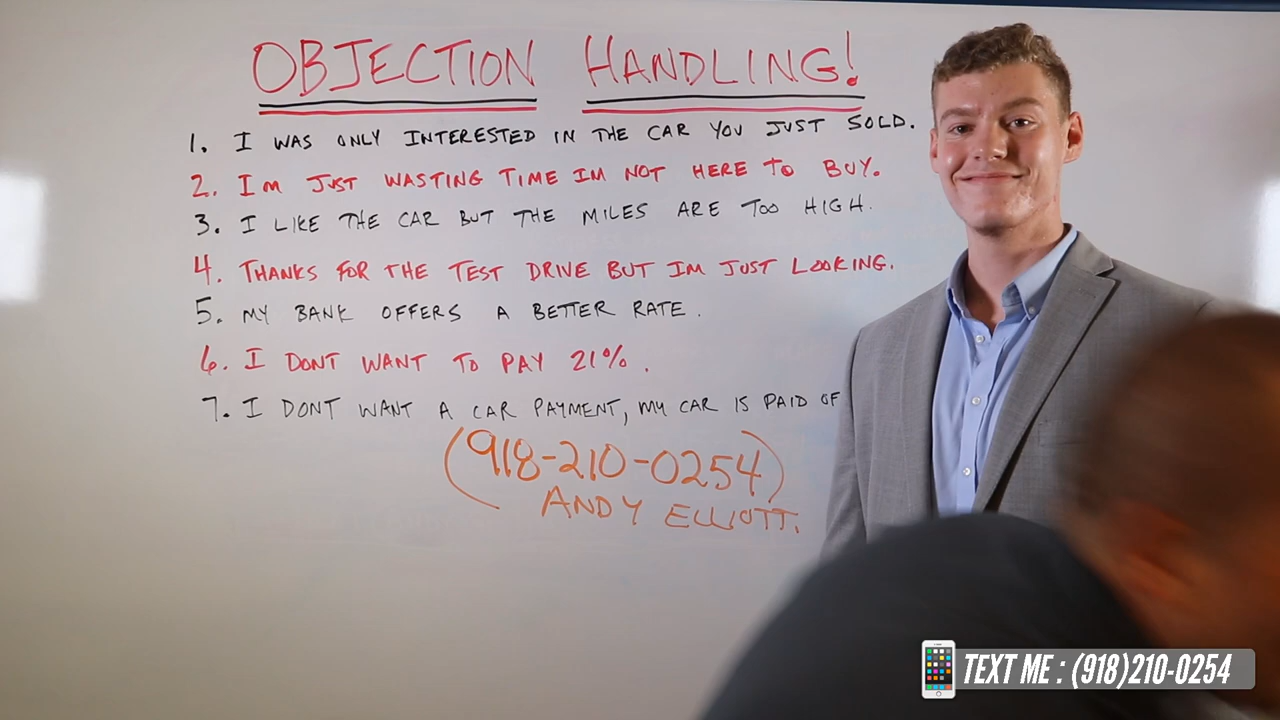 OBJECTION HANDLING!
1. I WAS ONLY INTERESTED IN THE CAR YOU JUST SOLD.
2. IM JUST WASTING TIME IM NOT HERE TO BUY.
3. I LIKE THE CAR BUT THE MILES ARE TOO HIGH.
4. THANKS FOR THE TEST DRIVE BUT IM JUST LOOKING.
5. MY BANK OFFERS A BETTER RATE.
6. I DONT WANT TO PAY 21%.
7. I DONT WANT A CAR PAYMENT, MY CAR IS PAID OF
(918-210-0254)
ANDY ELLIOTT.
TEXT ME : (918)210-0254